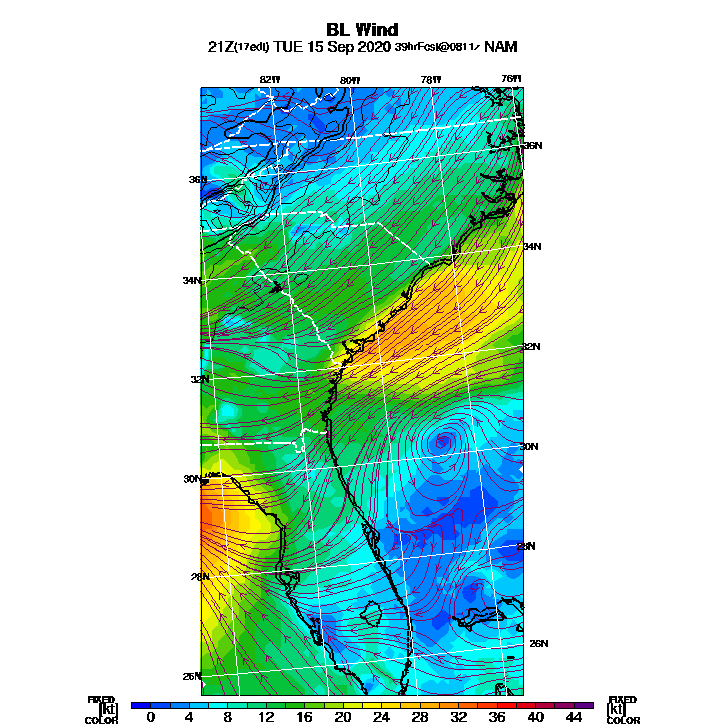 BL Wind
21Z(17edt) TUE 15 Sep 2020 39hrFcst@0811z NAM
82W 80W 78W 76W
36N
36N
34N
34N
32N
32N
30N
30N
28N
28N
26N
26N
FIXED FIXED
[kt] 0 4 8 12 16 20 24 28 32 36 40 44 [kt]
COLOR COLOR